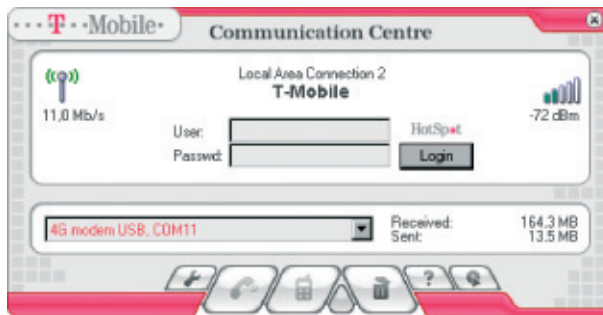 ···T··Mobile·
Communication Centre
Local Area Connection 2
T-Mobile
11,0 Mb/s
-72 dBm
User:
HotSpot
Passwd:
Login
4G modem USB, COM11
Received: 164.3 MB
Sent: 13.5 MB
?